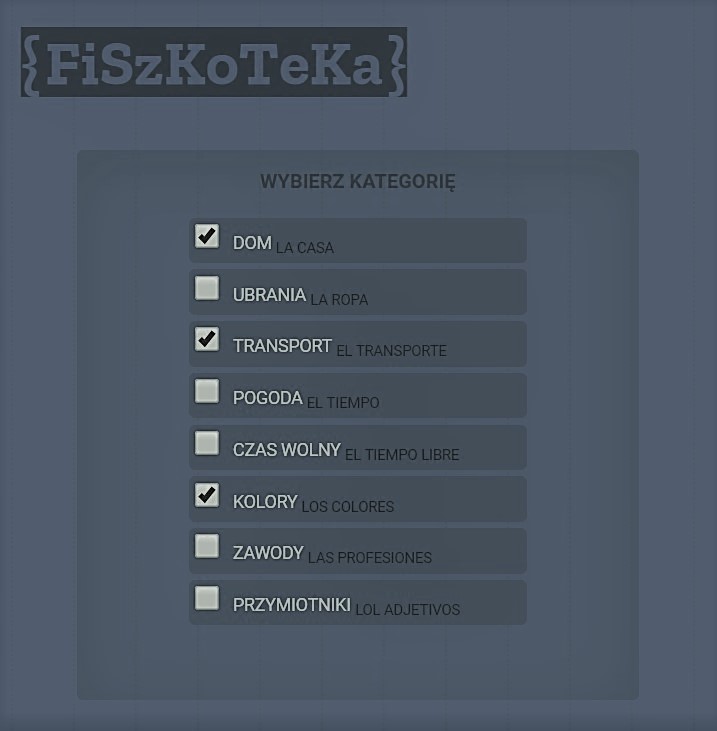 {FiSzKoTeKa}
WYBIERZ KATEGORIĘ
DOM LA CASA
UBRANIA LA ROPA
TRANSPORT EL TRANSPORTE
POGODA EL TIEMPO
CZAS WOLNY EL TIEMPO LIBRE
KOLORY LOS COLORES
ZAWODY LAS PROFESIONES
PRZYMIOTNIKI LOL ADJETIVOS